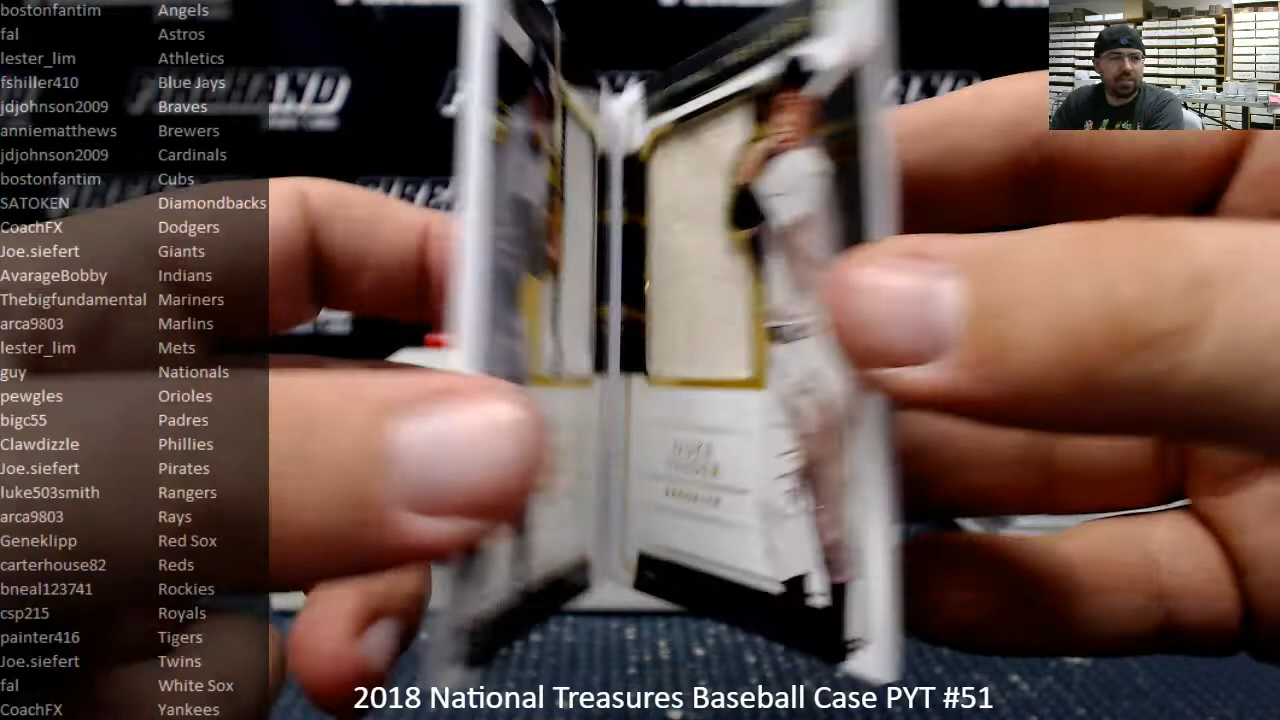 bostonfantim Angels
fal Astros
lester_lim Athletics
fshiller410 Blue Jays
jdjohnson2009 Braves
anniematthews Brewers
jdjohnson2009 Cardinals
bostonfantim Cubs
SATOKEN Diamondbacks
CoachFX Dodgers
Joe.siefert Giants
AvarageBobby Indians
Thebigfundamental Mariners
arca9803 Marlins
lester_lim Mets
guy Nationals
pewgles Orioles
bigc55 Padres
Clawdizzle Phillies
Joe.siefert Pirates
luke503smith Rangers
arca9803 Rays
Geneklipp Red Sox
carterhouse82 Reds
bneal123741 Rockies
csp215 Royals
painter416 Tigers
Joe.siefert Twins
fal White Sox
CoachFX Yankees
2018 National Treasures Baseball Case PYT #51